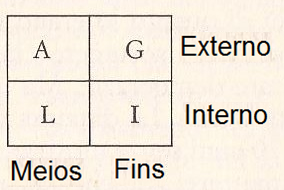 A G Externo
L I Interno
Meios Fins